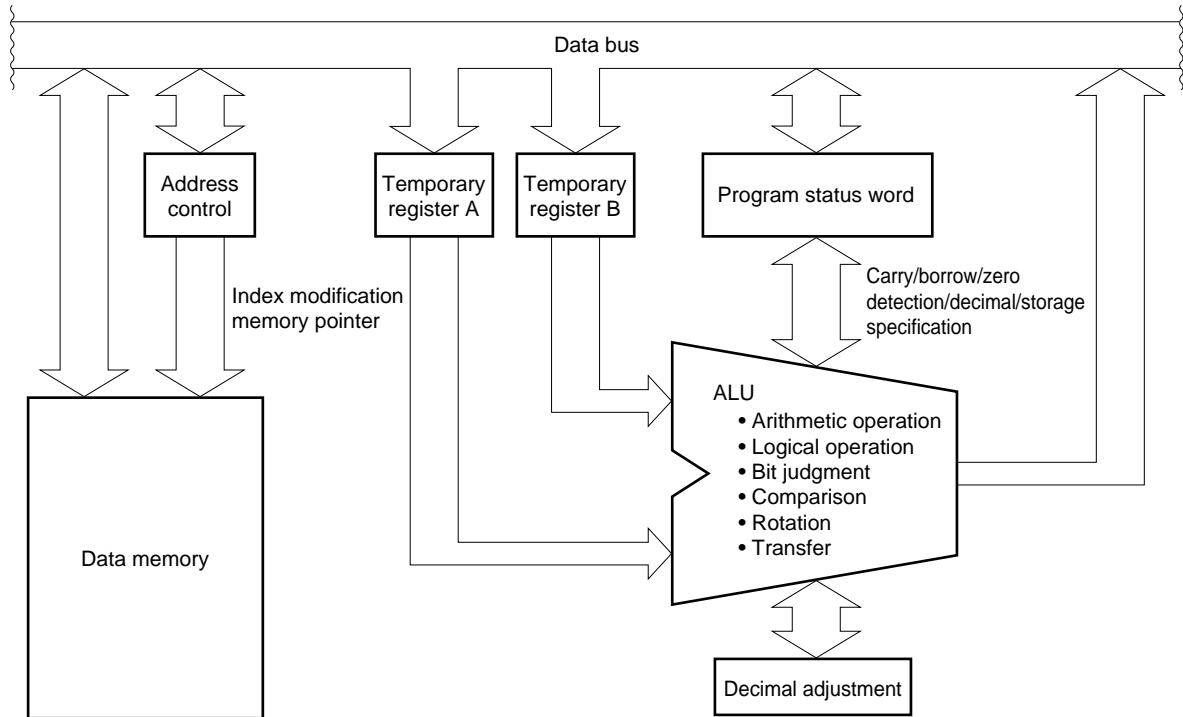 Data bus
Address
control
Temporary
register A
Temporary
register B
Program status word
Index modification
memory pointer
Carry/borrow/zero
detection/decimal/storage
specification
ALU
• Arithmetic operation
• Logical operation
• Bit judgment
• Comparison
• Rotation
• Transfer
Data memory
Decimal adjustment